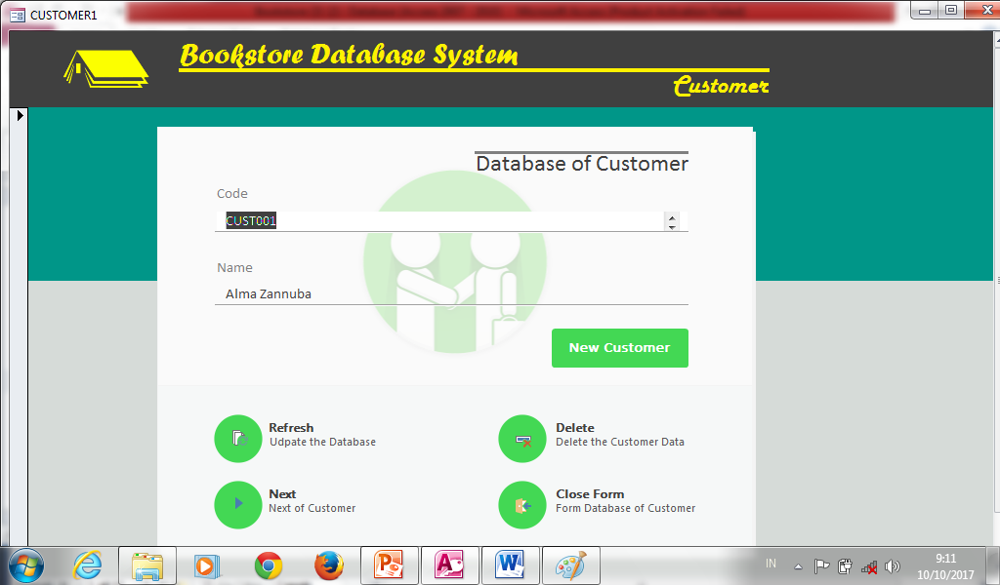 CUSTOMER1
Bookstore Database System
Customer
Database of Customer
Code
CUST001
Name
Alma Zannuba
New Customer
Refresh
Udpate the Database
Delete
Delete the Customer Data
Next
Next of Customer
Close Form
Form Database of Customer
IN
9:11
10/10/2017